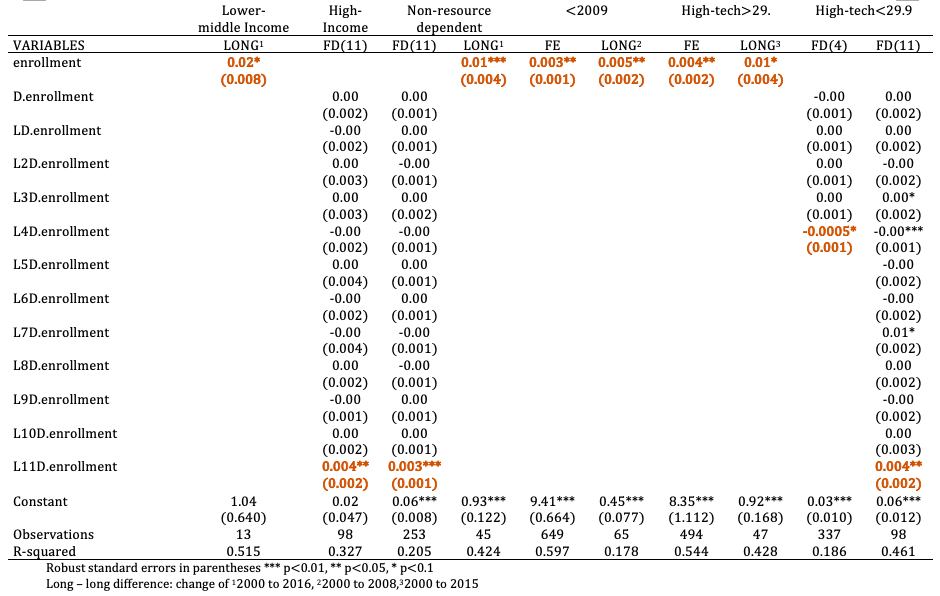 Lower- High- Non-resource <2009 High-tech>29. High-tech<29.9
middle Income Income dependent
VARIABLES LONG¹ FD(11) FD(11) LONG¹ FE LONG² FE LONG³ FD(4) FD(11)
enrollment 0.02* 0.01*** 0.003** 0.005** 0.004** 0.01*
(0.008) (0.004) (0.001) (0.002) (0.002) (0.004)
D.enrollment 0.00 0.00 -0.00 0.00
(0.002) (0.001) (0.001) (0.002)
LD.enrollment -0.00 0.00 0.00 0.00
(0.002) (0.001) (0.001) (0.002)
L2D.enrollment 0.00 -0.00 0.00 -0.00
(0.003) (0.001) (0.001) (0.002)
L3D.enrollment 0.00 0.00 0.00 0.00*
(0.003) (0.002) (0.001) (0.002)
L4D.enrollment -0.00 -0.00 -0.0005* -0.00***
(0.002) (0.001) (0.001) (0.001)
L5D.enrollment 0.00 0.00 -0.00
(0.004) (0.001) (0.002)
L6D.enrollment -0.00 0.00 -0.00
(0.002) (0.001) (0.002)
L7D.enrollment -0.00 -0.00 0.01*
(0.004) (0.001) (0.002)
L8D.enrollment 0.00 -0.00 0.00
(0.002) (0.001) (0.002)
L9D.enrollment -0.00 0.00 -0.00
(0.001) (0.001) (0.002)
L10D.enrollment 0.00 0.00 0.00
(0.002) (0.001) (0.003)
L11D.enrollment 0.004** 0.003*** 0.004**
(0.002) (0.001) (0.002)
Constant 1.04 0.02 0.06*** 0.93*** 9.41*** 0.45*** 8.35*** 0.92*** 0.03*** 0.06***
(0.640) (0.047) (0.008) (0.122) (0.664) (0.077) (1.112) (0.168) (0.010) (0.012)
Observations 13 98 253 45 649 65 494 47 337 98
R-squared 0.515 0.327 0.205 0.424 0.597 0.178 0.544 0.428 0.186 0.461
Robust standard errors in parentheses *** p<0.01, ** p<0.05, * p<0.1
Long – long difference: change of ¹2000 to 2016, ²2000 to 2008,³2000 to 2015